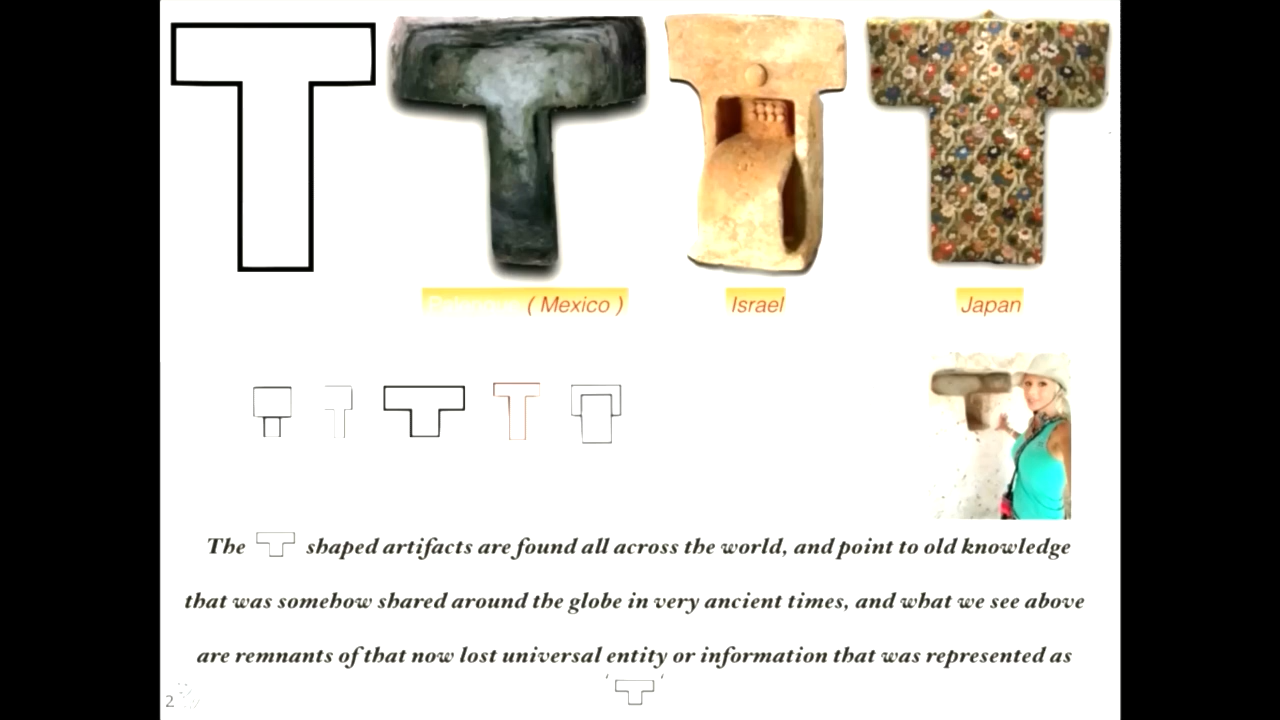 ( Mexico )
Israel
Japan
The shaped artifacts are found all across the world, and point to old knowledge
that was somehow shared around the globe in very ancient times, and what we see above
are remnants of that now lost universal entity or information that was represented as
' '
2